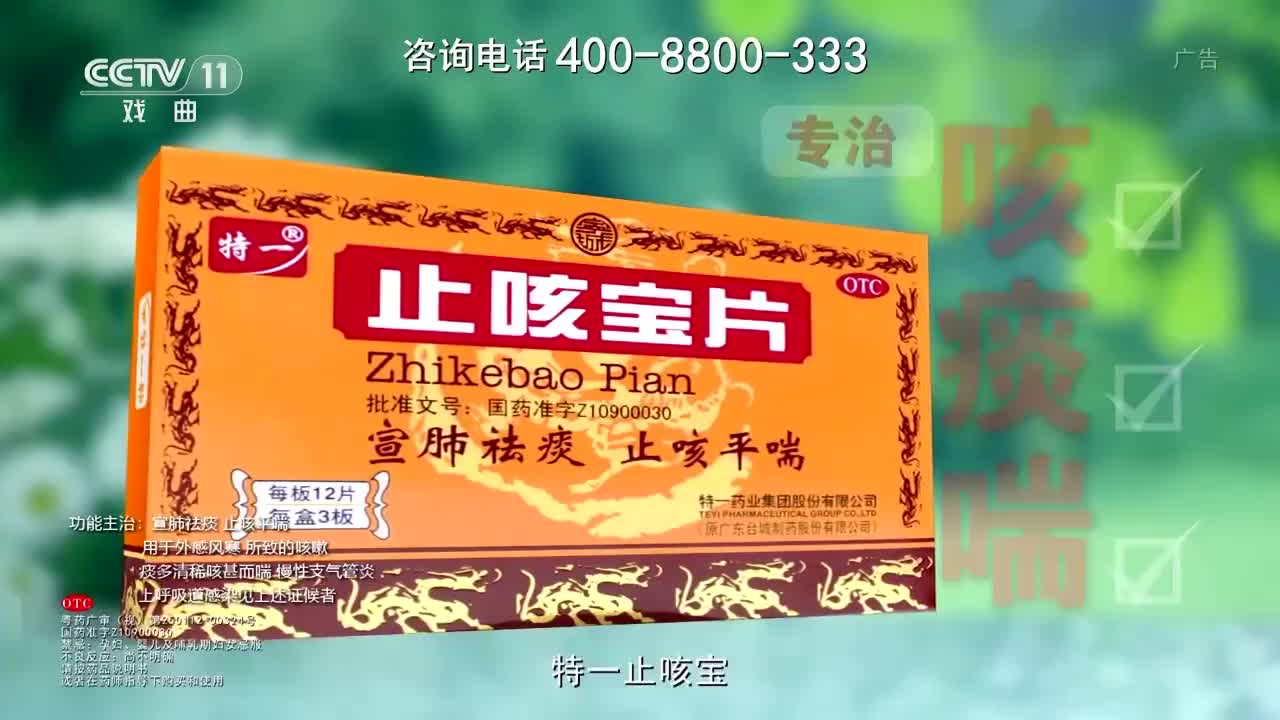 咨询电话 400-8800-333
广告
CCTV 11
戏曲
专治
咳
痰
喘
特一®
OTC
止咳宝片
Zhikebao Pian
批准文号：国药准字Z10900030
宣肺祛痰 止咳平喘
每板12片
每盒3板
特一药业集团股份有限公司
TEYI PHARMACEUTICAL GROUP CO.,LTD
（原广东台城制药股份有限公司）
功能主治：宣肺祛痰 止咳平喘
用于外感风寒 所致的咳嗽
痰多清稀咳甚而喘 慢性支气管炎
上呼吸道感染见上述证候者
OTC
国药准字Z10900030
禁忌：孕妇、婴儿及哺乳期妇女忌服
不良反应：尚不明确
请按药品说明书
或者在药师指导下购买和使用
特一止咳宝